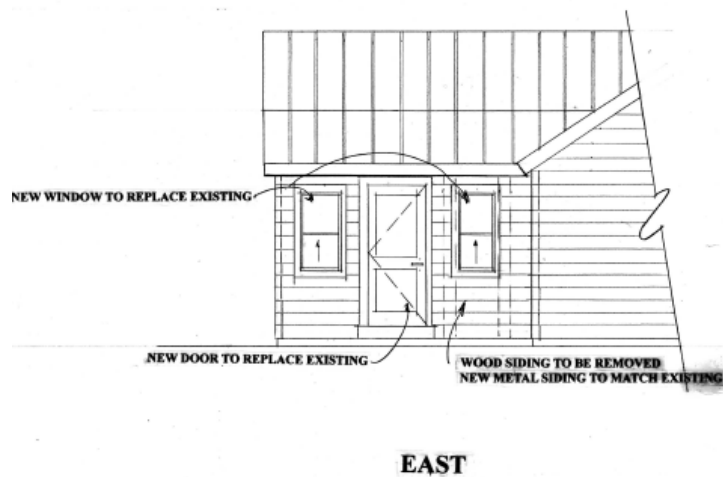 NEW WINDOW TO REPLACE EXISTING
NEW DOOR TO REPLACE EXISTING
WOOD SIDING TO BE REMOVED
NEW METAL SIDING TO MATCH EXISTING
EAST